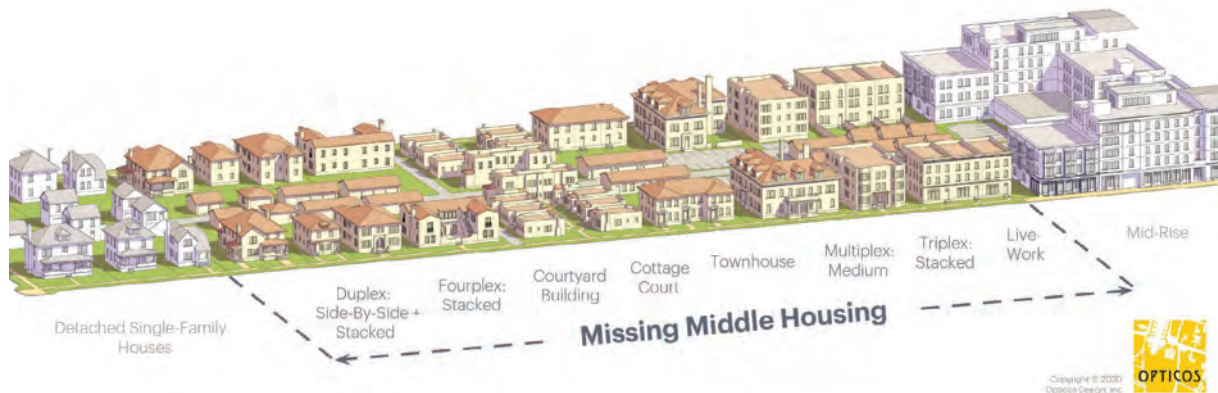 Detached Single-Family
Houses
Duplex:
Side-By-Side +
Stacked
Fourplex:
Stacked
Courtyard
Building
Cottage
Court
Townhouse
Multiplex:
Medium
Triplex:
Stacked
Live-
Work
Mid-Rise
Missing Middle Housing
Copyright © 2020
Opticos Design, Inc.
OPTICOS